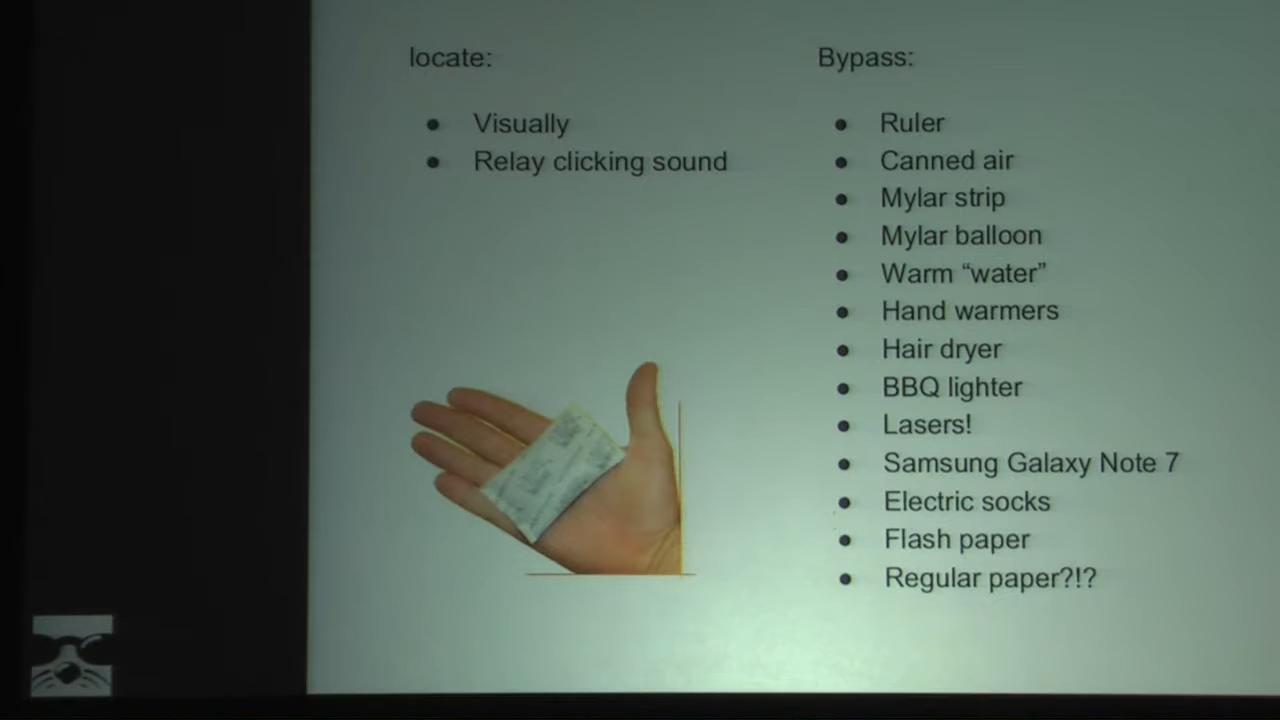 locate:
Visually
Relay clicking sound
Bypass:
Ruler
Canned air
Mylar strip
Mylar balloon
Warm “water”
Hand warmers
Hair dryer
BBQ lighter
Lasers!
Samsung Galaxy Note 7
Electric socks
Flash paper
Regular paper?!?